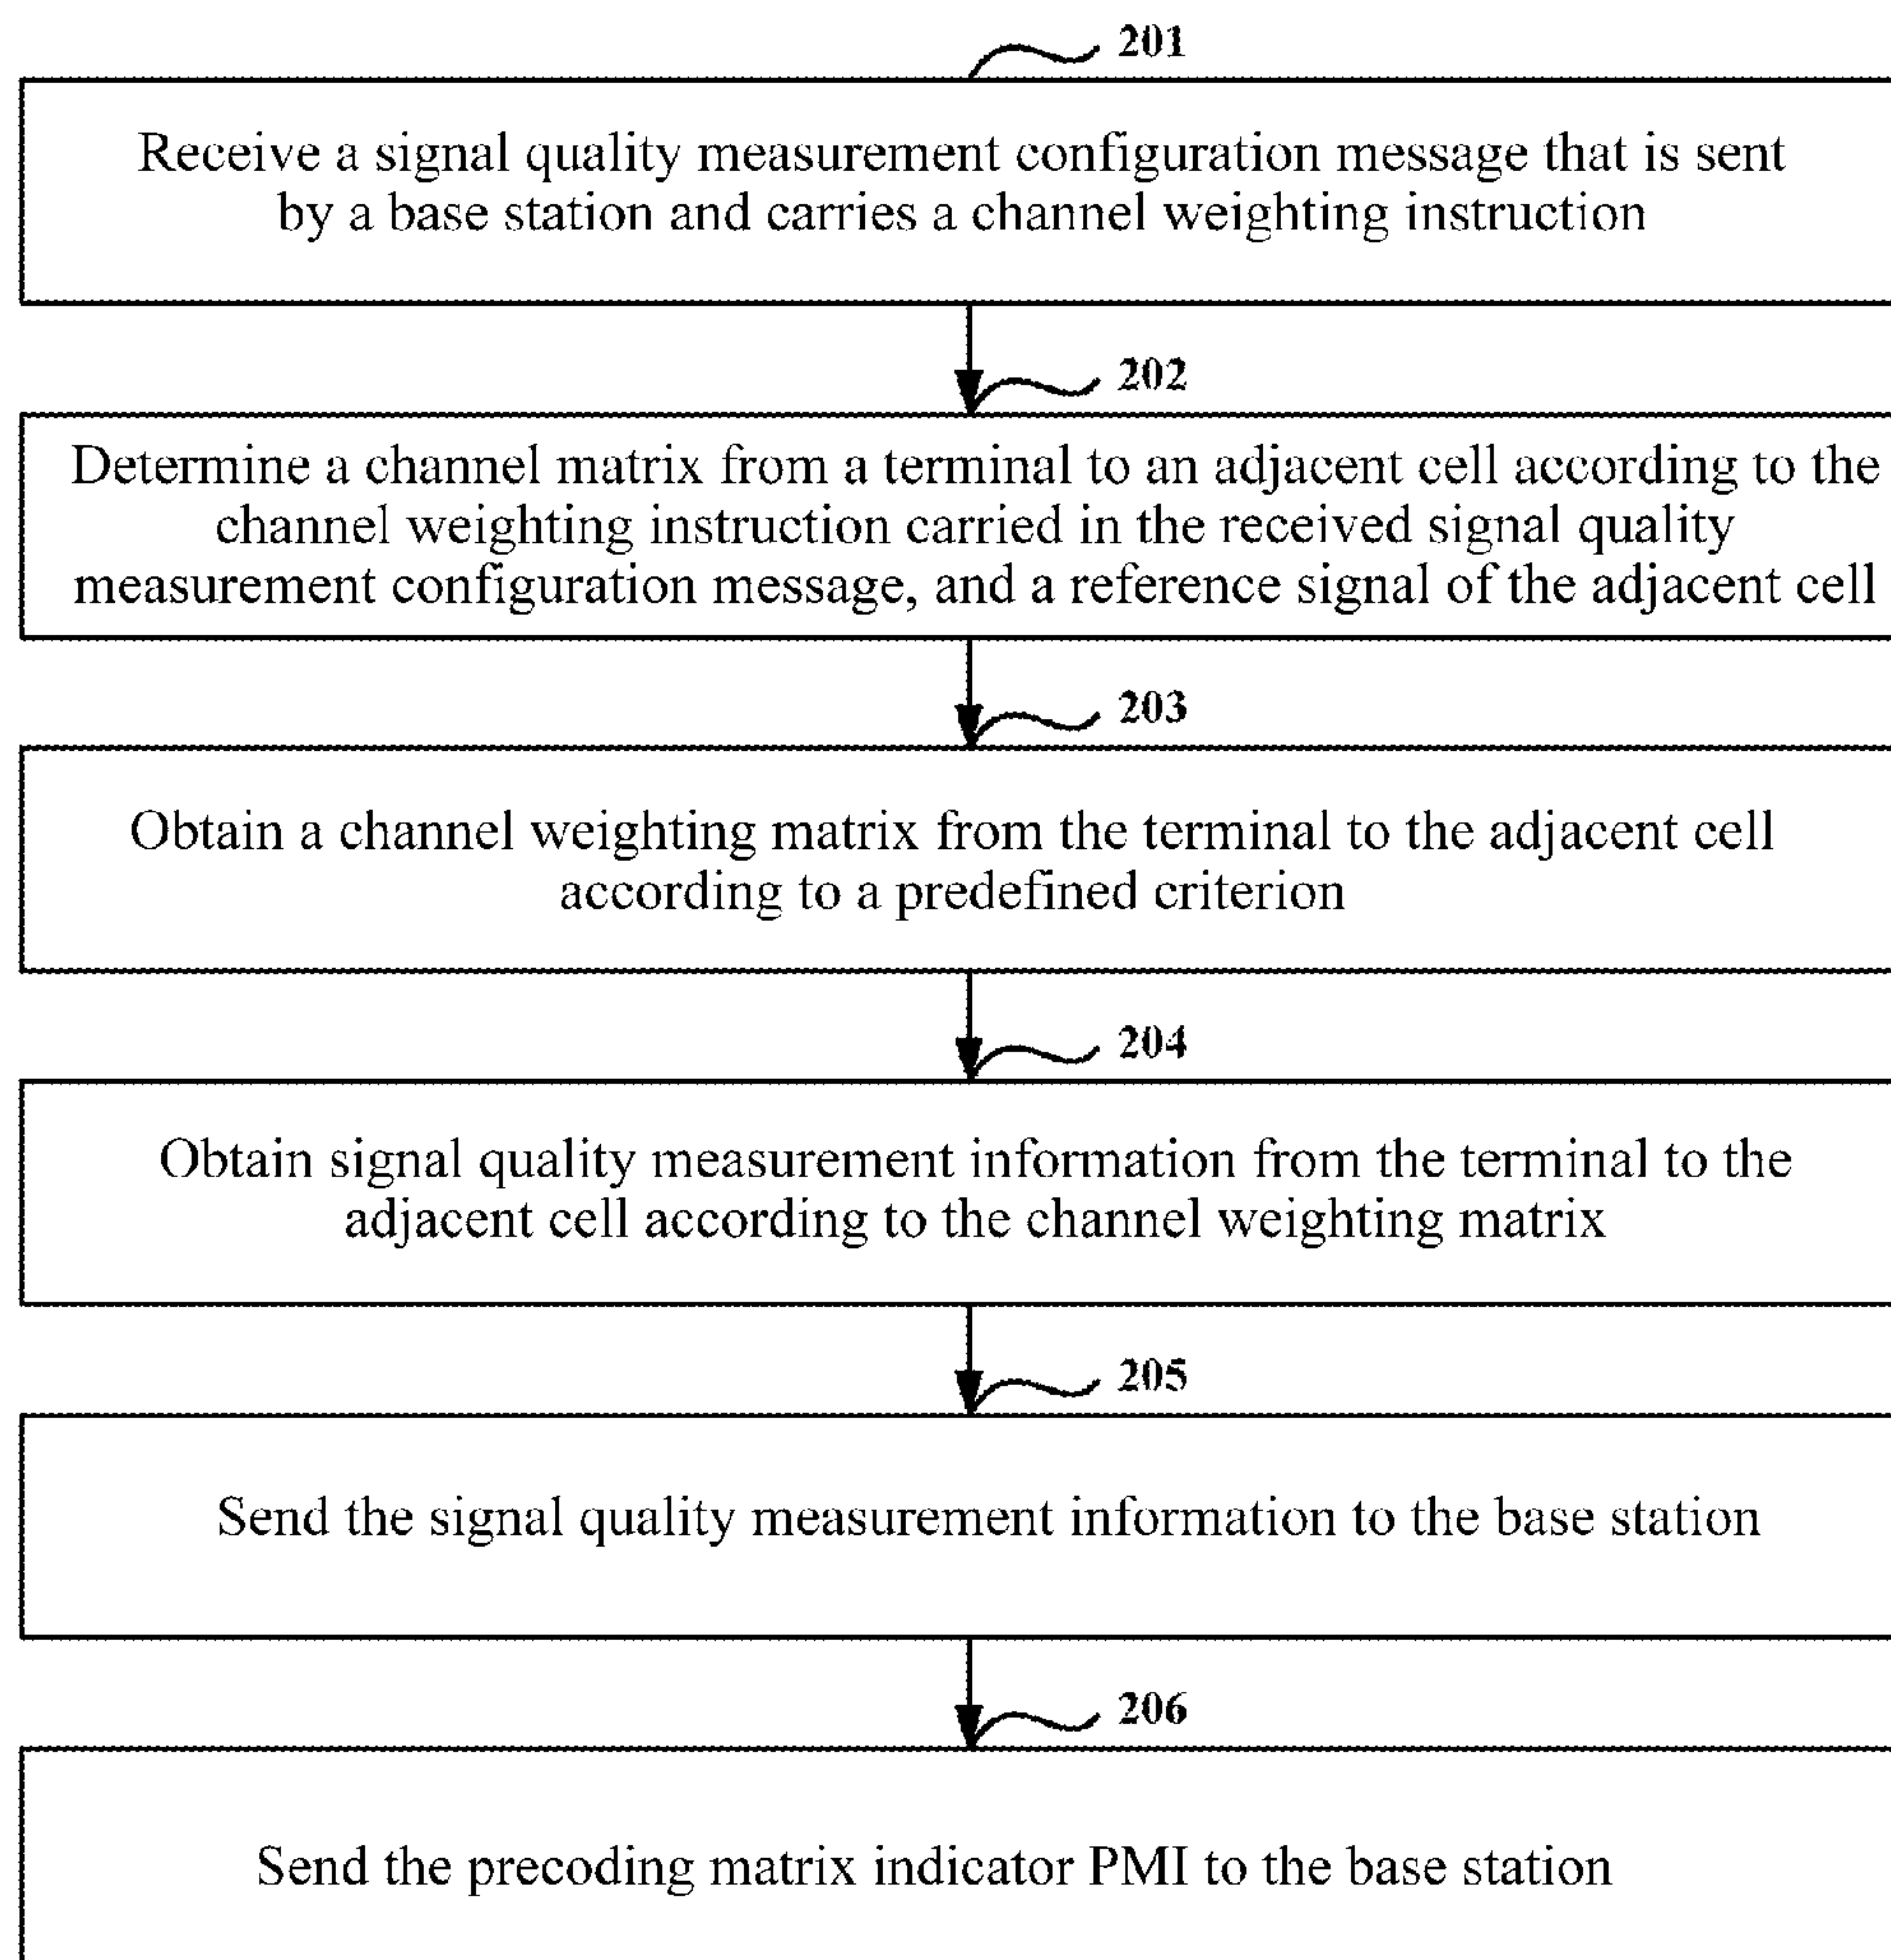 201
Receive a signal quality measurement configuration message that is sent
by a base station and carries a channel weighting instruction
202
Determine a channel matrix from a terminal to an adjacent cell according to the
channel weighting instruction carried in the received signal quality
measurement configuration message, and a reference signal of the adjacent cell
203
Obtain a channel weighting matrix from the terminal to the adjacent cell
according to a predefined criterion
204
Obtain signal quality measurement information from the terminal to the
adjacent cell according to the channel weighting matrix
205
Send the signal quality measurement information to the base station
206
Send the precoding matrix indicator PMI to the base station